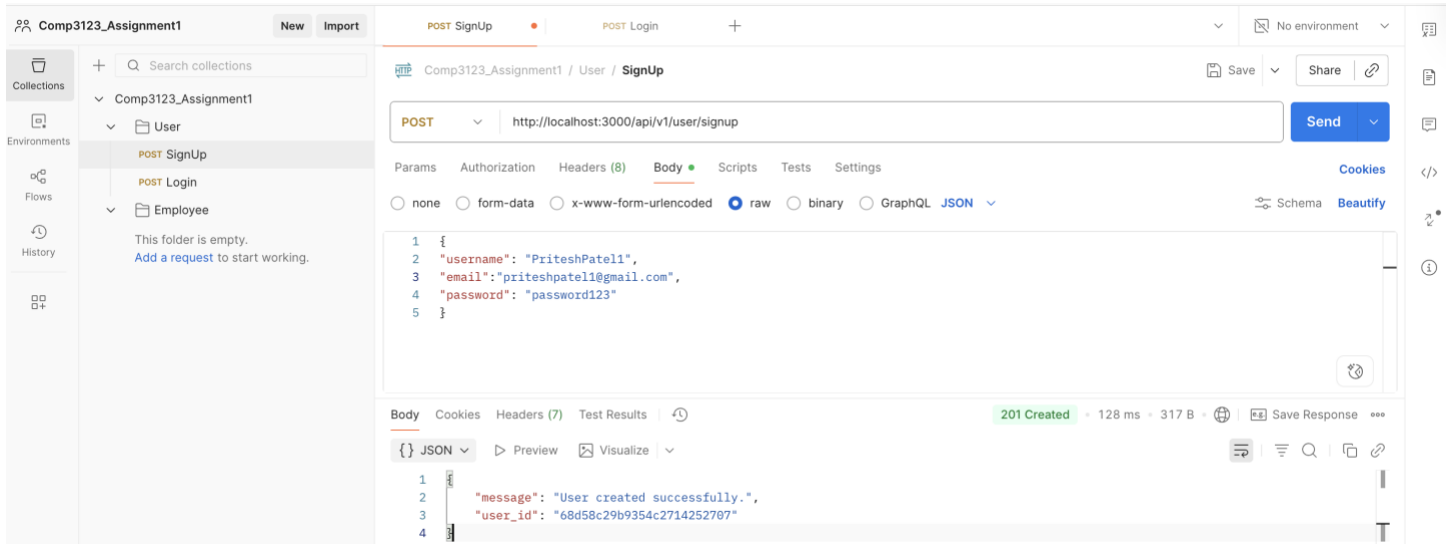 Comp3123_Assignment1
New
Import
POST SignUp
POST Login
No environment
Collections
Environments
Flows
History
Search collections
Comp3123_Assignment1
User
POST SignUp
POST Login
Employee
This folder is empty.
Add a request to start working.
HTTP Comp3123_Assignment1 / User / SignUp
Save
Share
POST http://localhost:3000/api/v1/user/signup
Send
Params Authorization Headers (8) Body Scripts Tests Settings
Cookies
none form-data x-www-form-urlencoded raw binary GraphQL JSON
Schema Beautify
1 {
2 "username": "PriteshPatel1",
3 "email":"priteshpatel1@gmail.com",
4 "password": "password123"
5 }
Body Cookies Headers (7) Test Results
201 Created 128 ms 317 B
e.g. Save Response
{} JSON Preview Visualize
1 {
2 "message": "User created successfully.",
3 "user_id": "68d58c29b9354c2714252707"
4 }